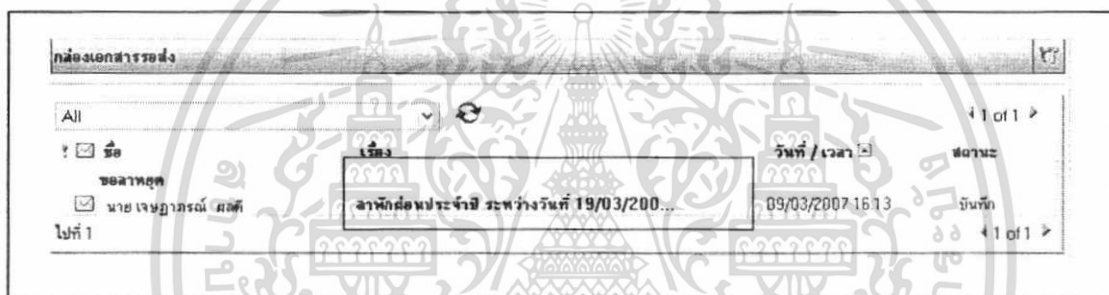 กล่องเอกสารรอส่ง
All
1 of 1
ชื่อ เรื่อง วันที่ / เวลา สถานะ
ขอลาหยุด
นาย เจษฎาภรณ์ ผลดี ลาพักผ่อนประจำปี ระหว่างวันที่ 19/03/200... 09/03/2007 16:13 บันทึก
ไปที่ 1 1 of 1